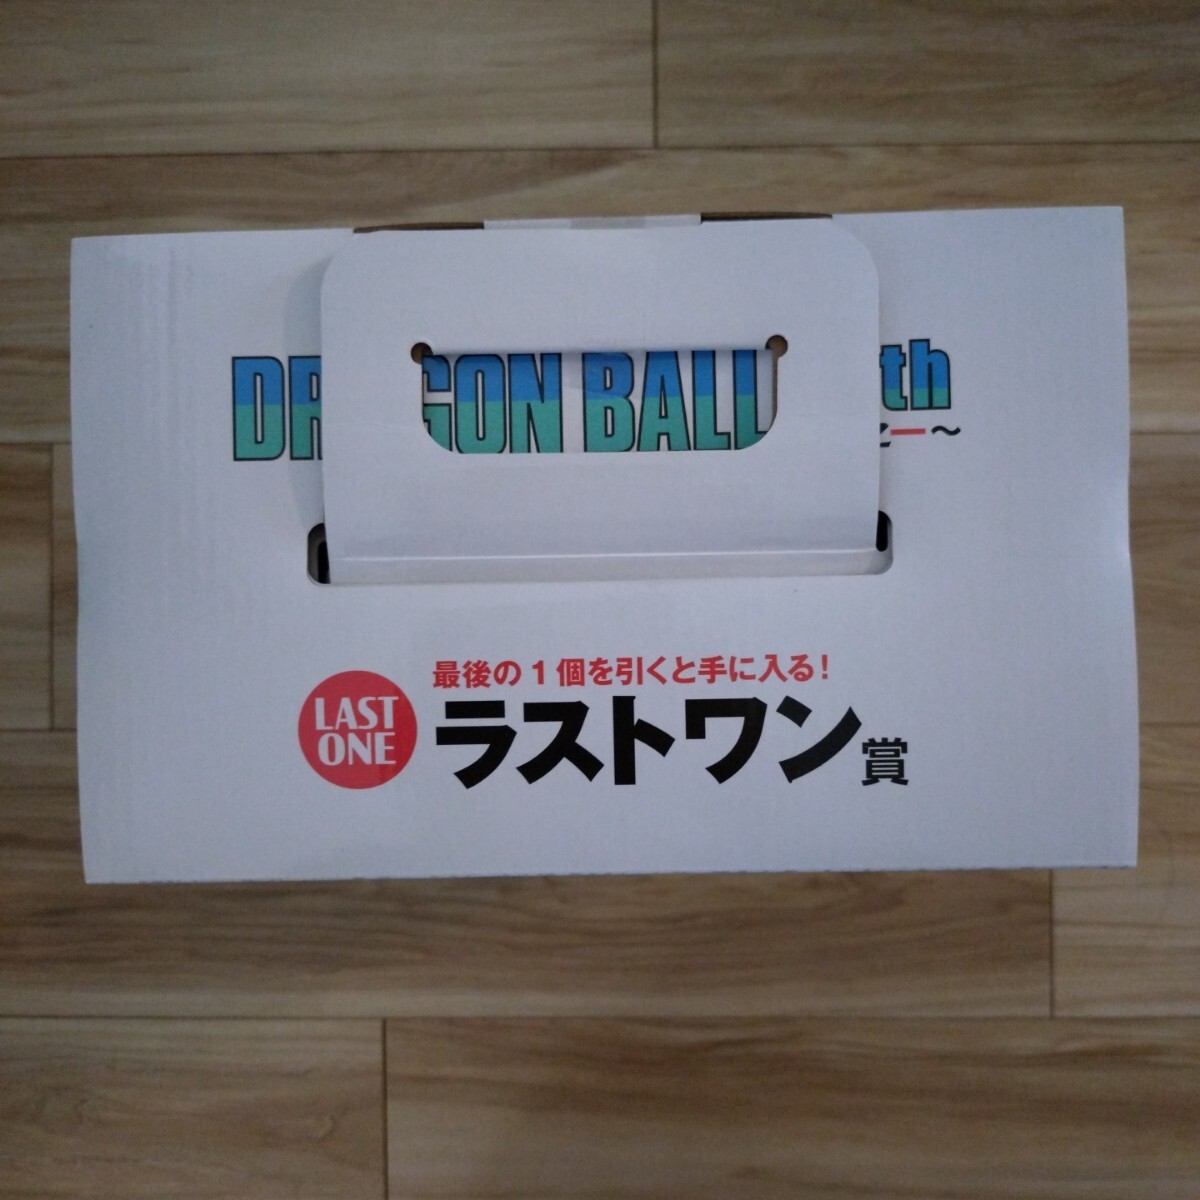 DR GON BALL th
一~
最後の1個を引くと手に入る!
LAST
ONE
ラストワン賞